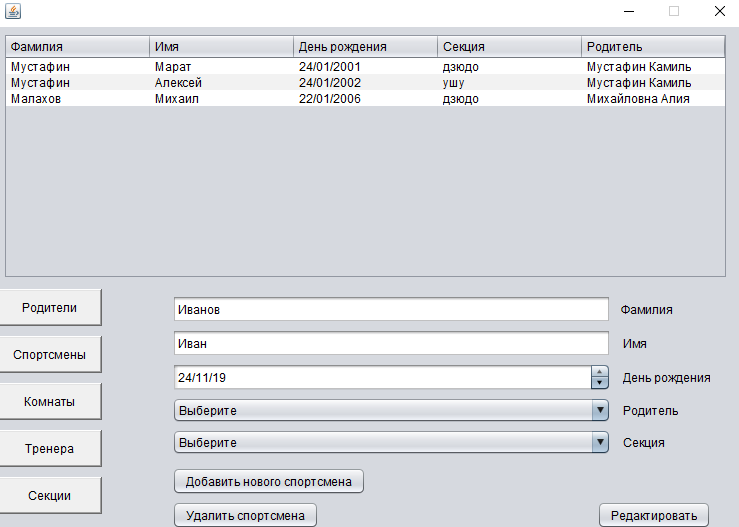 Фамилия Имя День рождения Секция Родитель
Мустафин Марат 24/01/2001 дзюдо Мустафин Камиль
Мустафин Алексей 24/01/2002 ушу Мустафин Камиль
Малахов Михаил 22/01/2006 дзюдо Михайловна Алия
Родители
Спортсмены
Комнаты
Тренера
Секции
Иванов Фамилия
Иван Имя
24/11/19 День рождения
Выберите Родитель
Выберите Секция
Добавить нового спортсмена
Удалить спортсмена Редактировать